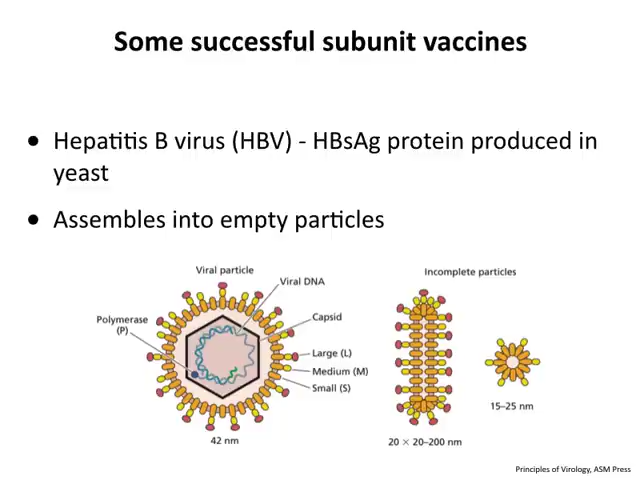 Some successful subunit vaccines
• Hepatitis B virus (HBV) - HBsAg protein produced in
yeast
• Assembles into empty particles
Viral particle
Viral DNA
Polymerase
(P)
Capsid
Large (L)
Medium (M)
Small (S)
42 nm
Incomplete particles
20 × 20–200 nm
15–25 nm
Principles of Virology, ASM Press